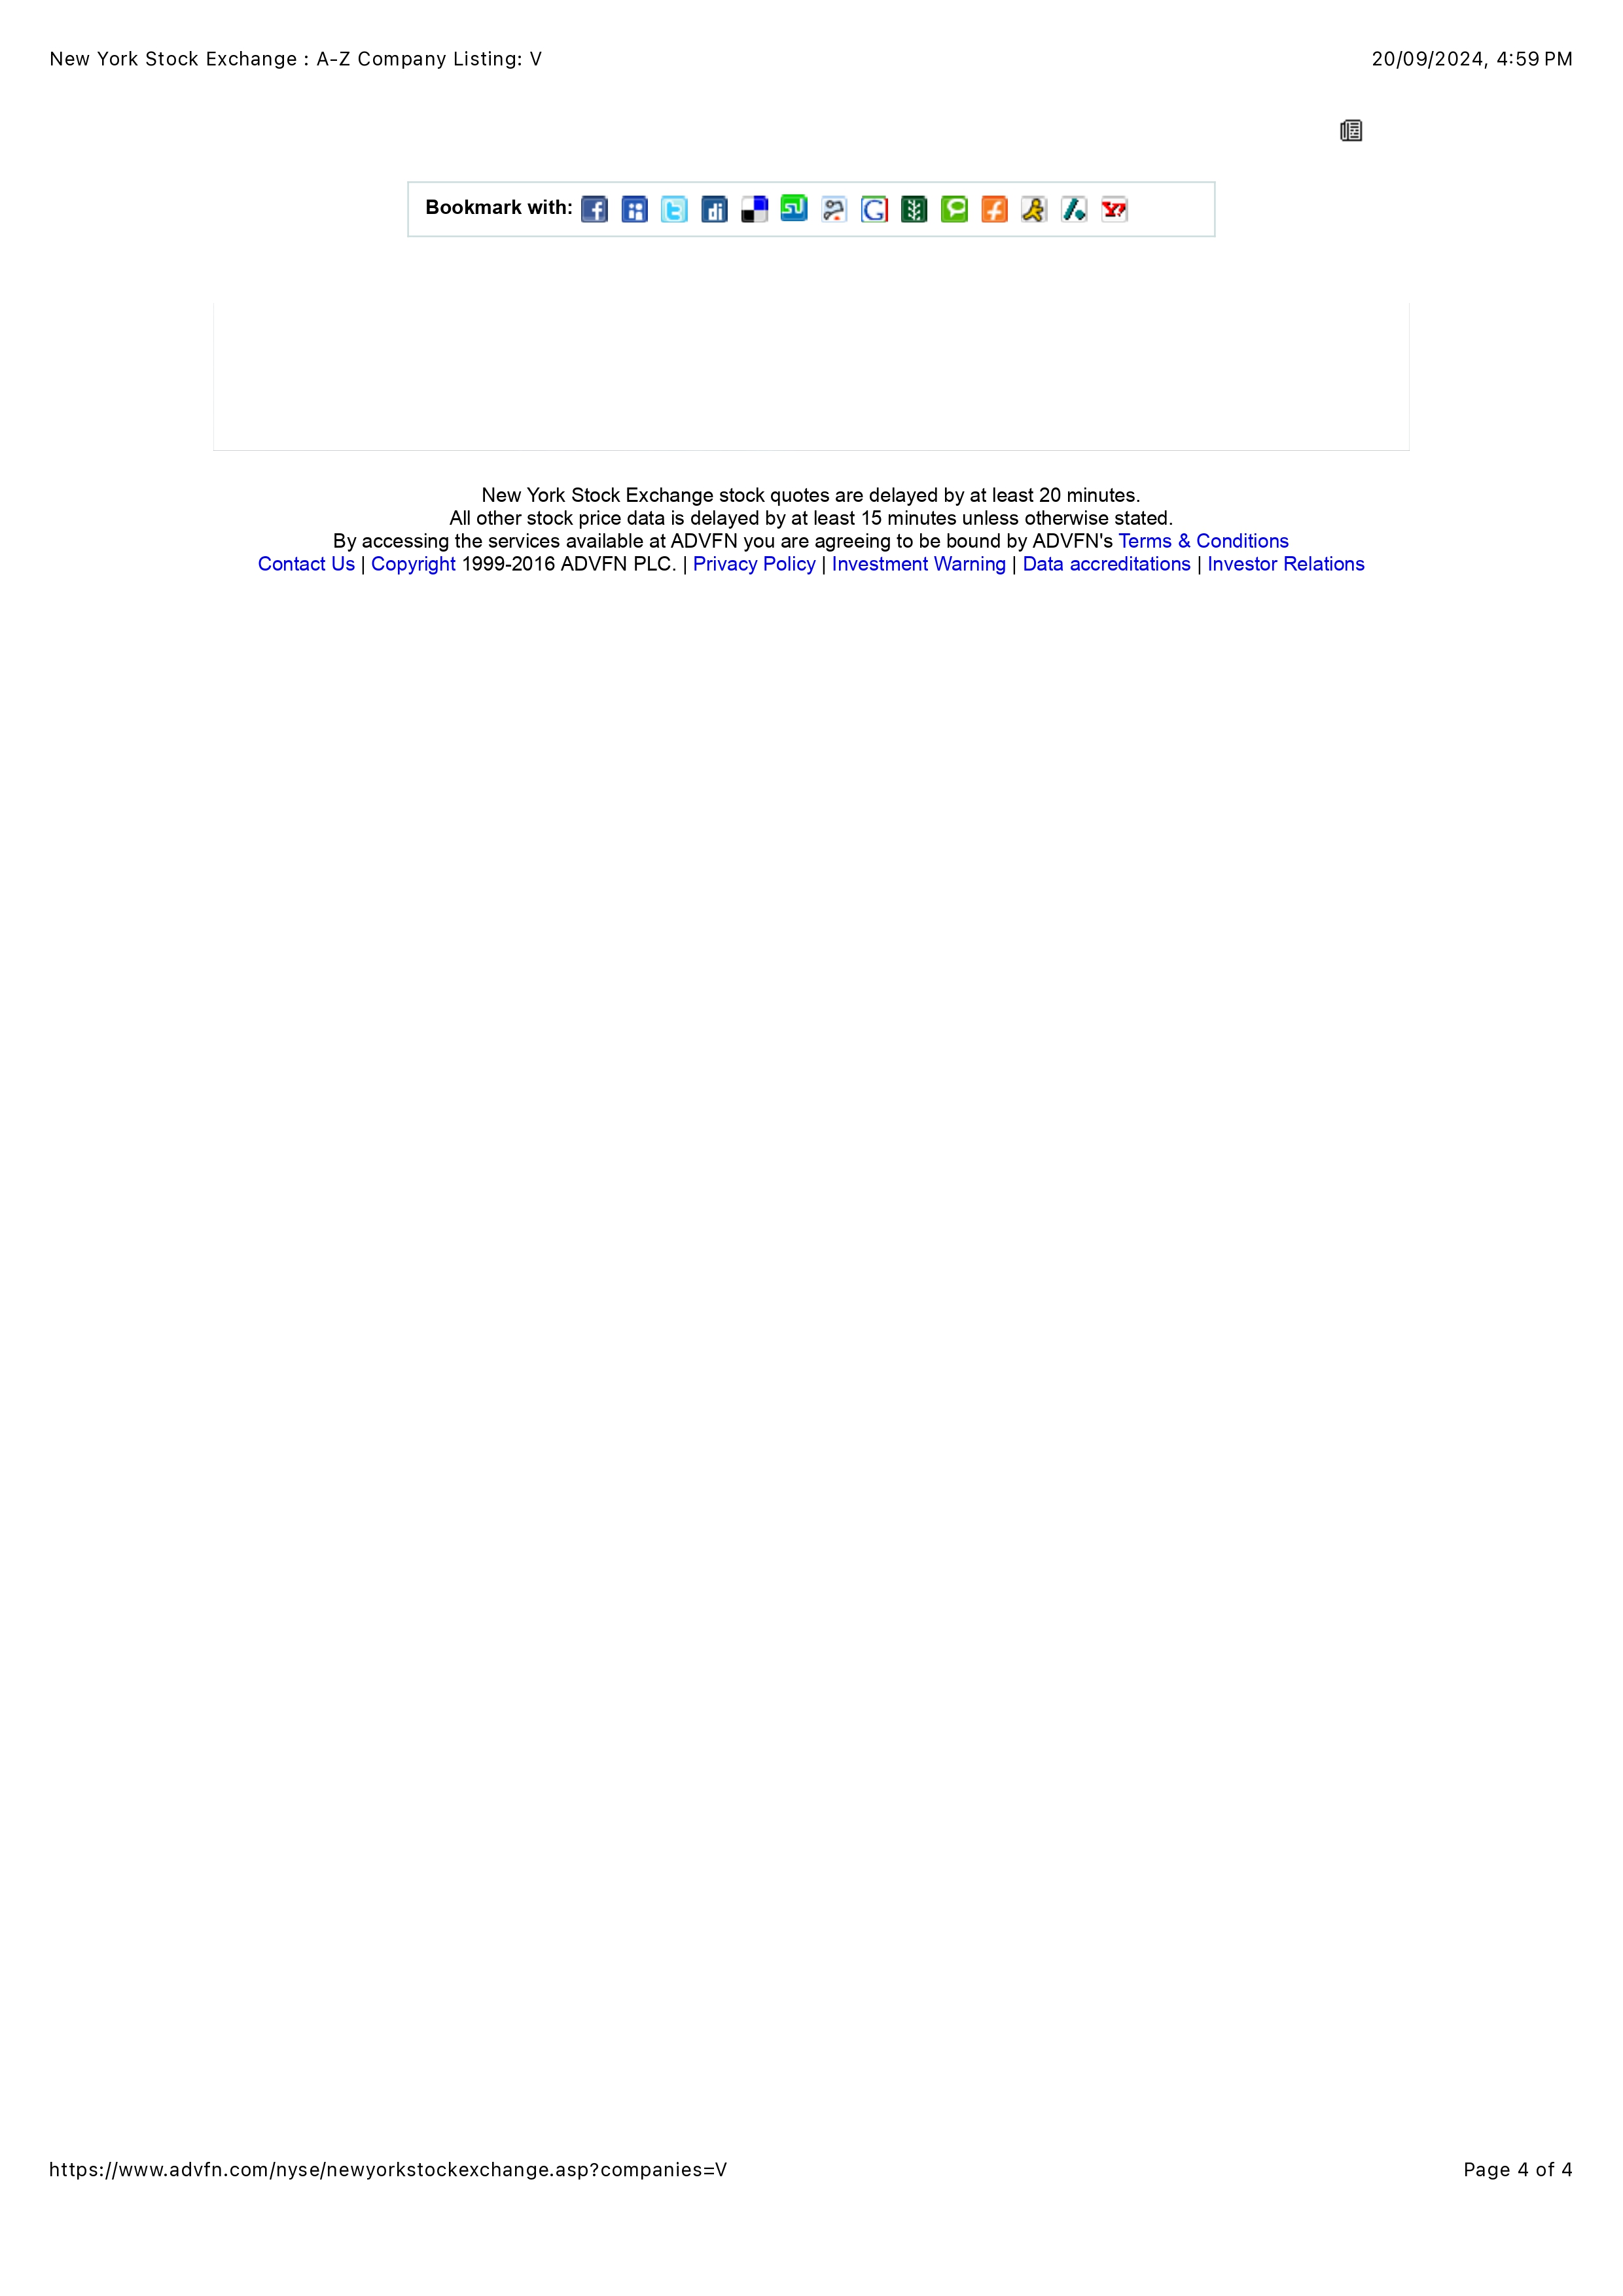 New York Stock Exchange : A-Z Company Listing: V
20/09/2024, 4:59 PM
Bookmark with:
New York Stock Exchange stock quotes are delayed by at least 20 minutes.
All other stock price data is delayed by at least 15 minutes unless otherwise stated.
By accessing the services available at ADVFN you are agreeing to be bound by ADVFN's Terms & Conditions
Contact Us | Copyright 1999-2016 ADVFN PLC. | Privacy Policy | Investment Warning | Data accreditations | Investor Relations
https://www.advfn.com/nyse/newyorkstockexchange.asp?companies=V
Page 4 of 4